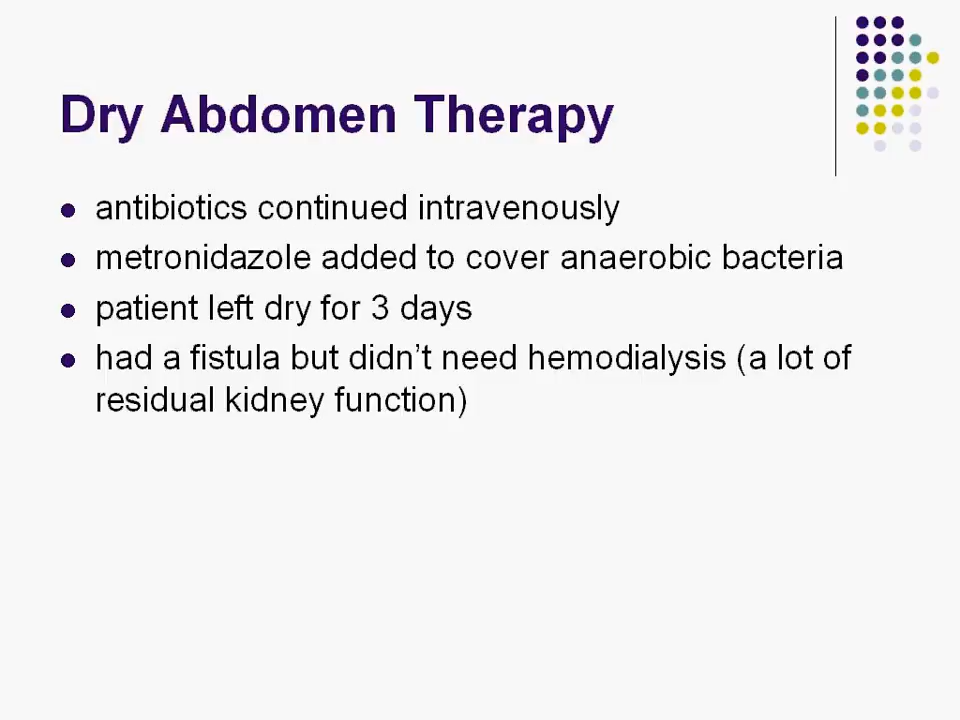 Dry Abdomen Therapy
antibiotics continued intravenously
metronidazole added to cover anaerobic bacteria
patient left dry for 3 days
had a fistula but didn’t need hemodialysis (a lot of
residual kidney function)